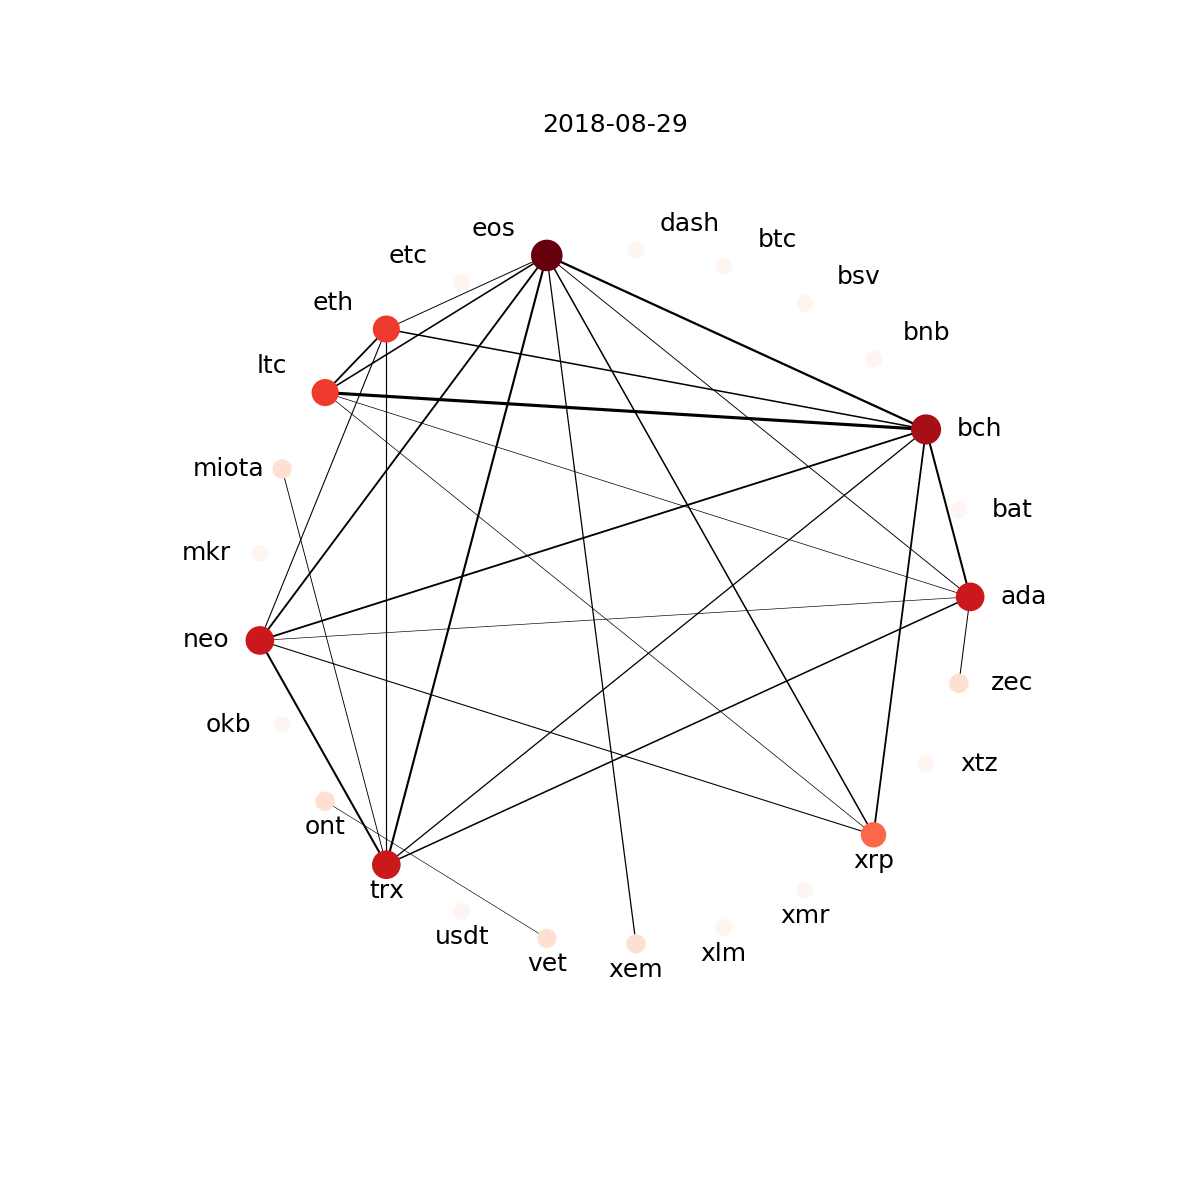 2018-08-29
dash
eos
btc
etc
bsv
eth
bnb
ltc
bch
miota
bat
mkr
ada
neo
zec
okb
xtz
ont
xrp
trx
xmr
usdt
xlm
vet
xem